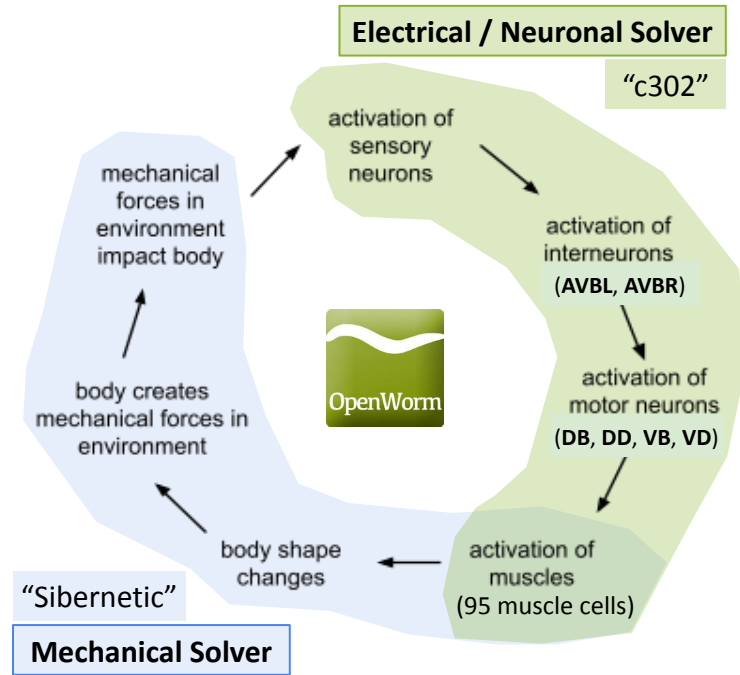 Electrical / Neuronal Solver
“c302”
activation of
sensory
neurons
activation of
interneurons
(AVBL, AVBR)
activation of
motor neurons
(DB, DD, VB, VD)
activation of
muscles
(95 muscle cells)
body shape
changes
body creates
mechanical forces in
environment
mechanical
forces in
environment
impact body
OpenWorm
“Sibernetic”
Mechanical Solver